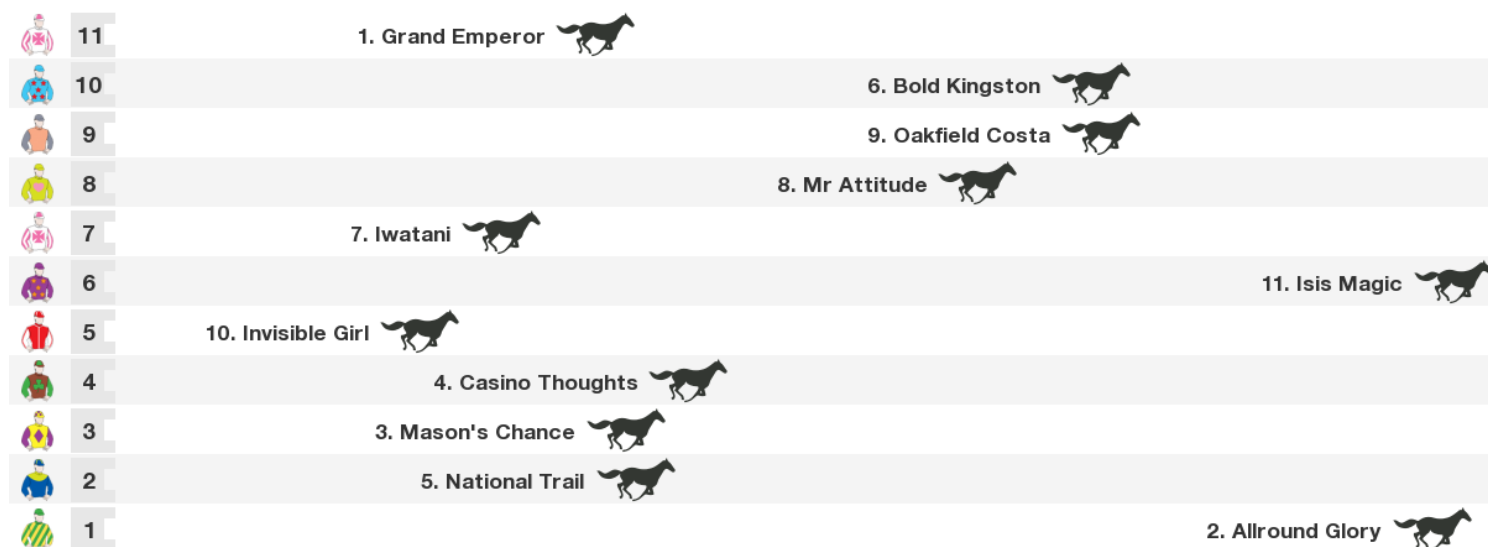 11 1. Grand Emperor
10 6. Bold Kingston
9 9. Oakfield Costa
8 8. Mr Attitude
7 7. Iwatani
6 11. Isis Magic
5 10. Invisible Girl
4 4. Casino Thoughts
3 3. Mason's Chance
2 5. National Trail
1 2. Allround Glory